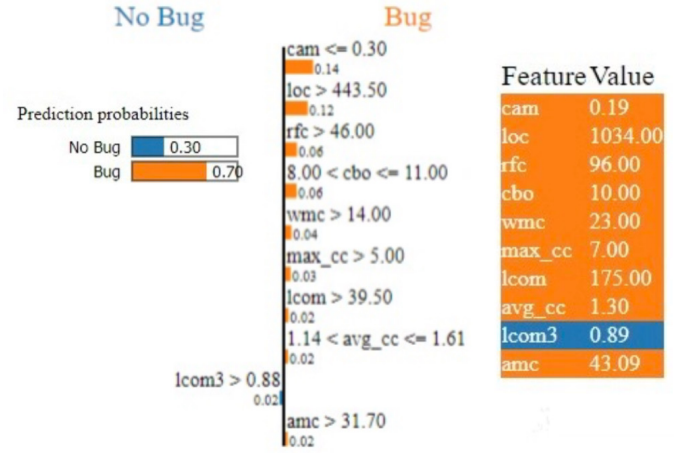 No Bug
Bug
Prediction probabilities
No Bug 0.30
Bug 0.70
cam <= 0.30
0.14
loc > 443.50
0.12
rfc > 46.00
0.06
8.00 < cbo <= 11.00
0.06
wmc > 14.00
0.04
max_cc > 5.00
0.03
lcom > 39.50
0.02
1.14 < avg_cc <= 1.61
0.02
lcom3 > 0.88
0.02
amc > 31.70
0.02
Feature Value
cam 0.19
loc 1034.00
rfc 96.00
cbo 10.00
wmc 23.00
max_cc 7.00
lcom 175.00
avg_cc 1.30
lcom3 0.89
amc 43.09